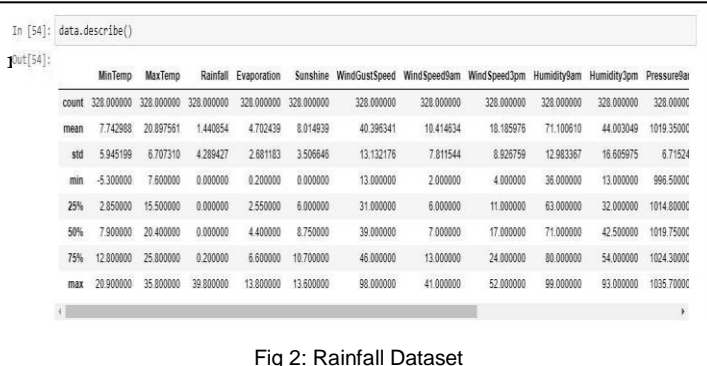 In [54]: data.describe()
Out[54]:
MinTemp MaxTemp Rainfall Evaporation Sunshine WindGustSpeed WindSpeed9am WindSpeed3pm Humidity9am Humidity3pm Pressure9a
count 328.000000 328.000000 328.000000 328.000000 328.000000 328.000000 328.000000 328.000000 328.000000 328.000000 328.00000
mean 7.742988 20.897561 1.440854 4.702439 8.014939 40.396341 10.414634 18.185976 71.100610 44.003049 1019.35000
std 5.945199 6.707310 4.289427 2.681183 3.506646 13.132176 7.811544 8.926759 12.983367 16.605975 6.71524
min -5.300000 7.600000 0.000000 0.200000 0.000000 13.000000 2.000000 4.000000 36.000000 13.000000 996.50000
25% 2.850000 15.500000 0.000000 2.550000 6.000000 31.000000 6.000000 11.000000 63.000000 32.000000 1014.80000
50% 7.900000 20.400000 0.000000 4.400000 8.750000 39.000000 7.000000 17.000000 71.000000 42.500000 1019.75000
75% 12.800000 25.800000 0.200000 6.600000 10.700000 46.000000 13.000000 24.000000 80.000000 54.000000 1024.30000
max 20.900000 35.800000 39.800000 13.800000 13.600000 98.000000 41.000000 52.000000 99.000000 93.000000 1035.70000
Fig 2: Rainfall Dataset